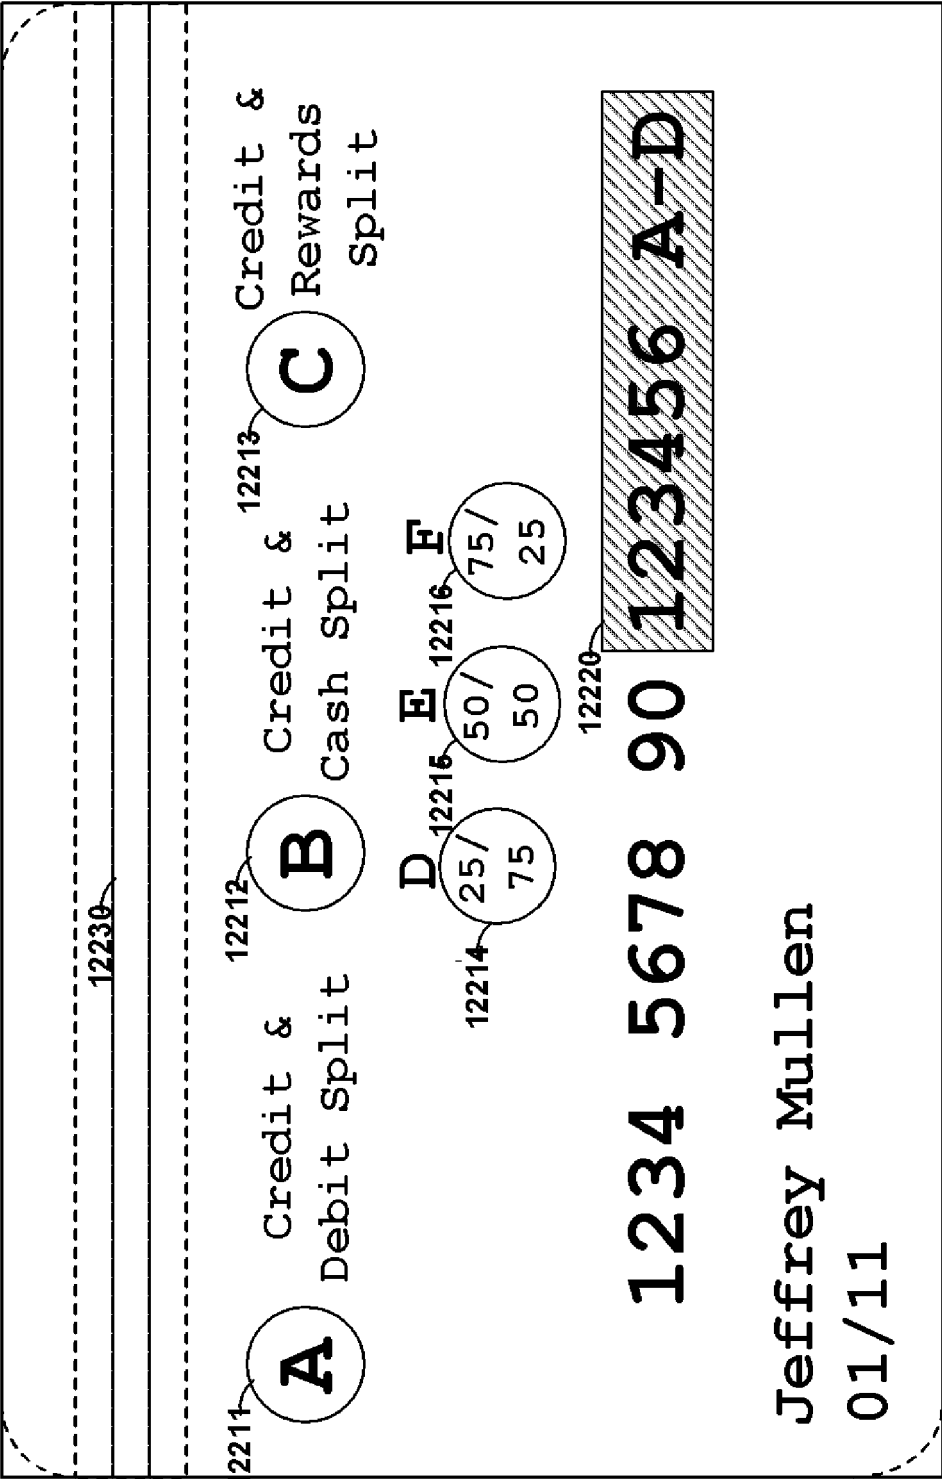 12230
2211
A
Credit &
Debit Split
12212
B
Credit &
Cash Split
12213
C
Credit &
Rewards
Split
12214
D
25/
75
12215
E
50/
50
12216
F
75/
25
12220
1234 5678 90 123456 A-D
Jeffrey Mullen
01/11